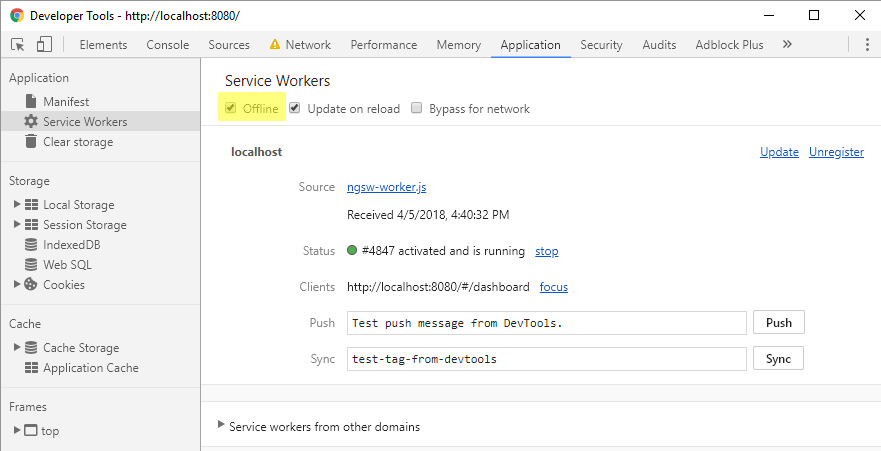 Developer Tools - http://localhost:8080/
Elements Console Sources Network Performance Memory Application Security Audits Adblock Plus »
Application
Manifest
Service Workers
Clear storage
Storage
Local Storage
Session Storage
IndexedDB
Web SQL
Cookies
Cache
Cache Storage
Application Cache
Frames
top
Service Workers
Offline Update on reload Bypass for network
localhost Update Unregister
Source ngsw-worker.js
Received 4/5/2018, 4:40:32 PM
Status #4847 activated and is running stop
Clients http://localhost:8080/#/dashboard focus
Push Test push message from DevTools. Push
Sync test-tag-from-devtools Sync
Service workers from other domains